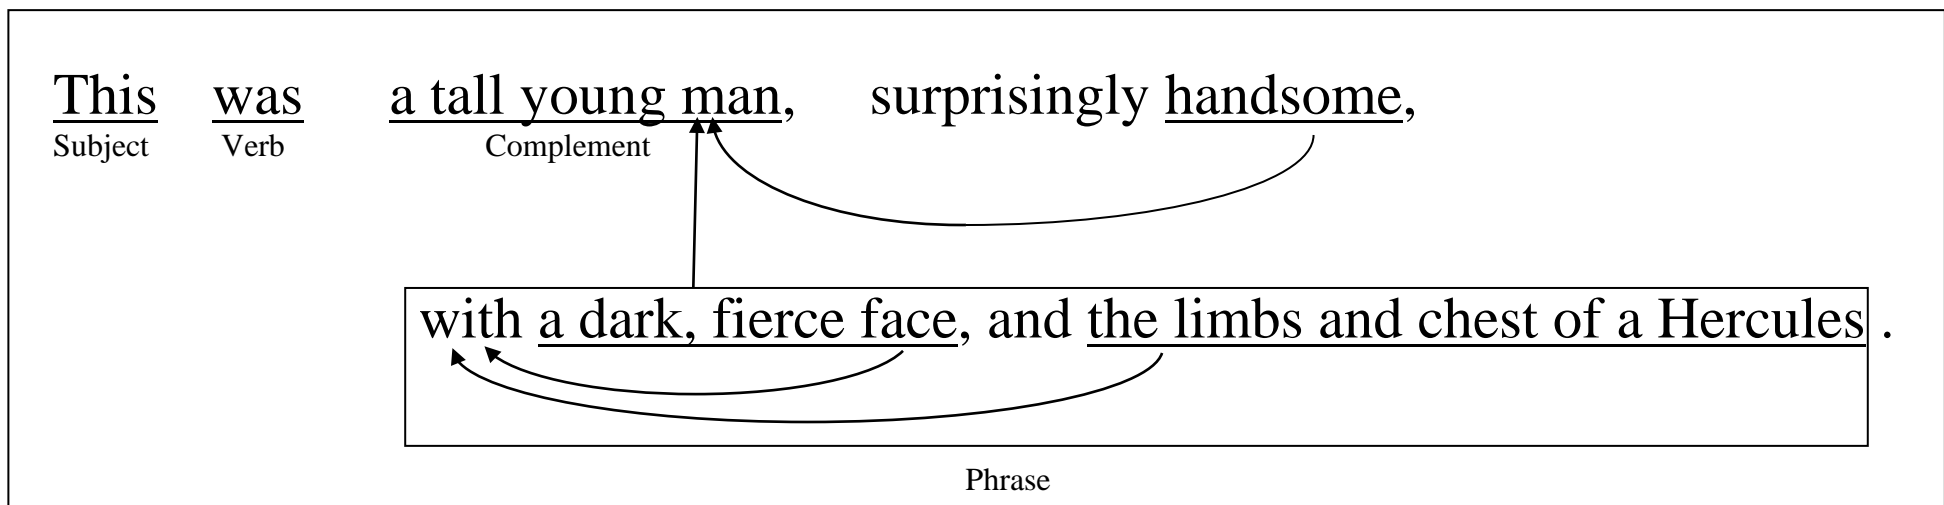 This was a tall young man, surprisingly handsome,
Subject Verb Complement
with a dark, fierce face, and the limbs and chest of a Hercules .
Phrase